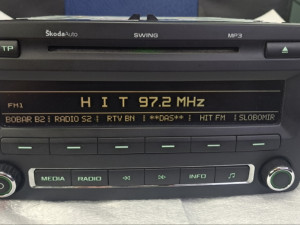 TP ŠkodaAuto SWING MP3
FM1 H I T 97.2 MHz
BOBAR B2 | RADIO S2 | RTV BN | **DAS** | HIT FM | SLOBOMIR
MEDIA RADIO INFO